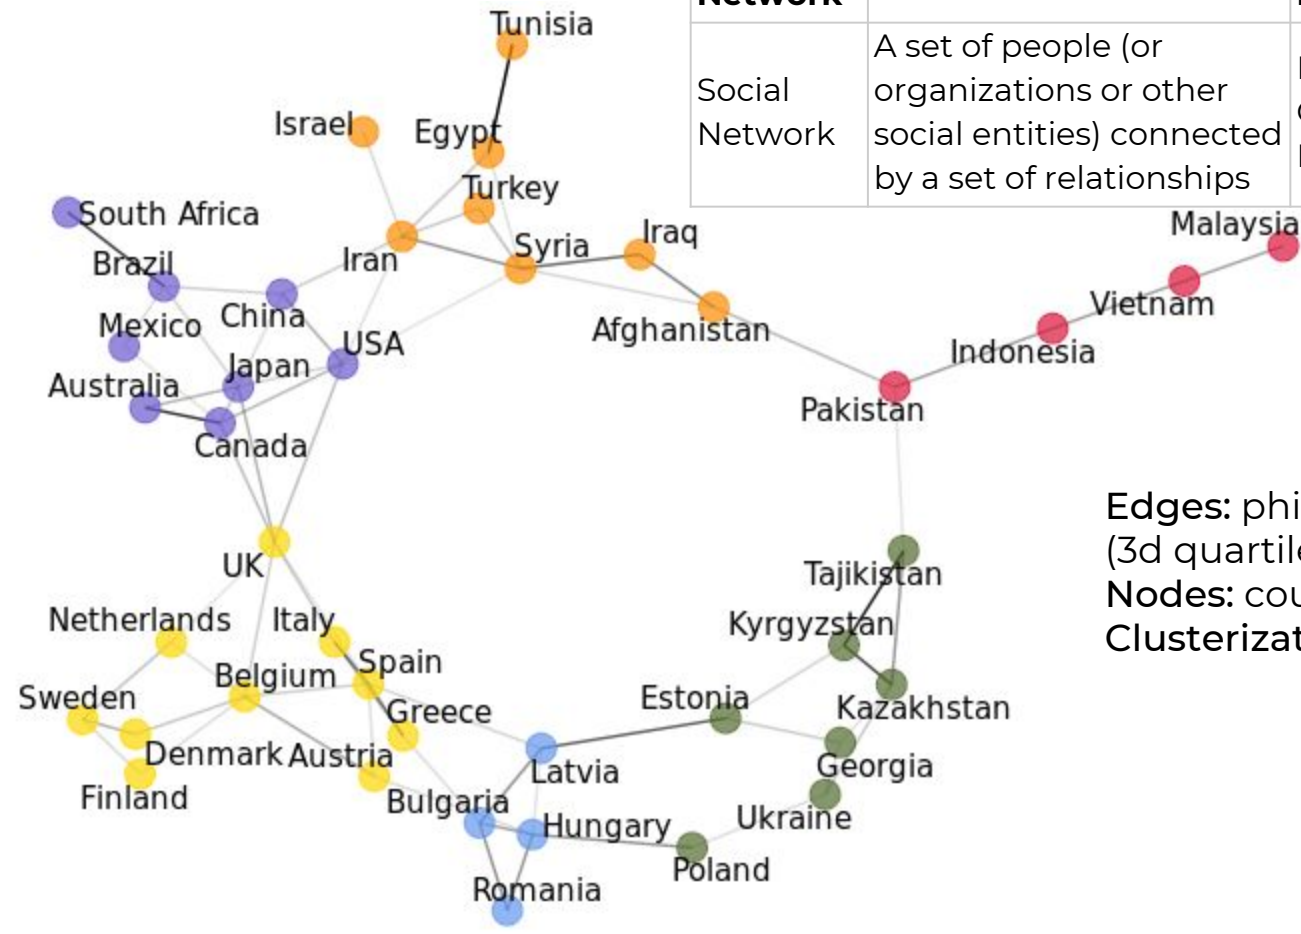 Tunisia
Network
A set of people (or
organizations or other
social entities) connected
by a set of relationships
Social
Network
Israel
Egypt
Turkey
South Africa
Iraq
Malaysia
Syria
Brazil
Iran
China
Mexico
USA
Afghanistan
Vietnam
Japan
Indonesia
Australia
Pakistan
Canada
Edges:
(3d
UK
Tajikistan
Nodes:
Netherlands
Italy
Kyrgyzstan
Spain
Belgium
Sweden
Estonia
Greece
Kazakhstan
Denmark
Austria
Latvia
Georgia
Finland
Bulgaria
Hungary
Ukraine
Poland
Romania